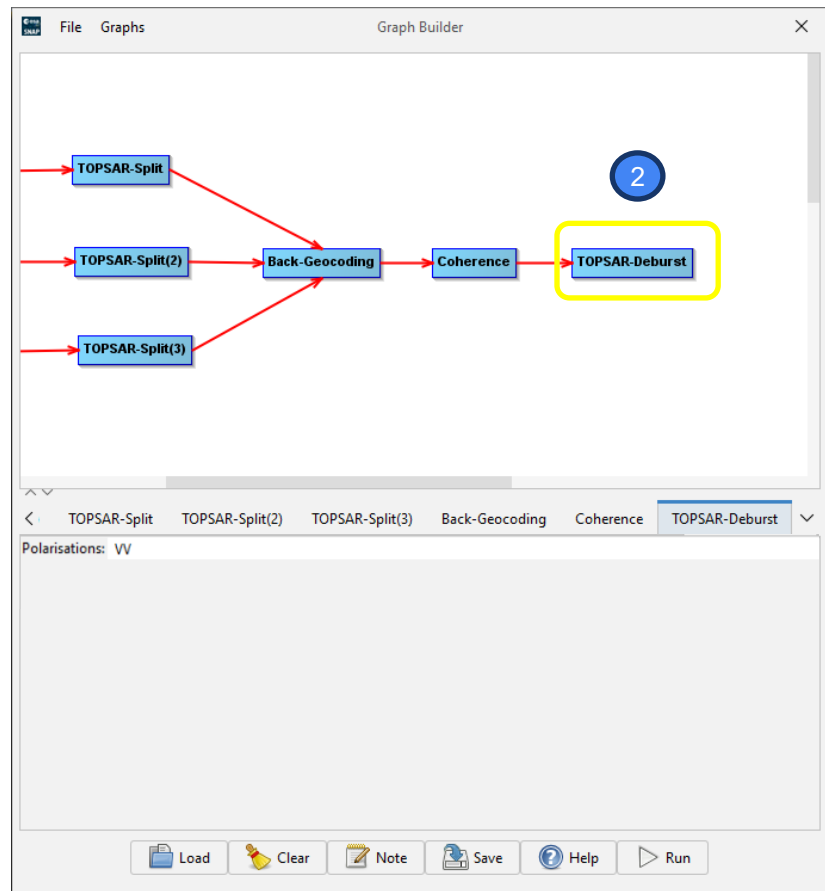 esa
SNAP
File Graphs Graph Builder
2
TOPSAR-Split
TOPSAR-Split(2) Back-Geocoding Coherence TOPSAR-Deburst
TOPSAR-Split(3)
TOPSAR-Split TOPSAR-Split(2) TOPSAR-Split(3) Back-Geocoding Coherence TOPSAR-Deburst
Polarisations: VV
Load Clear Note Save Help Run